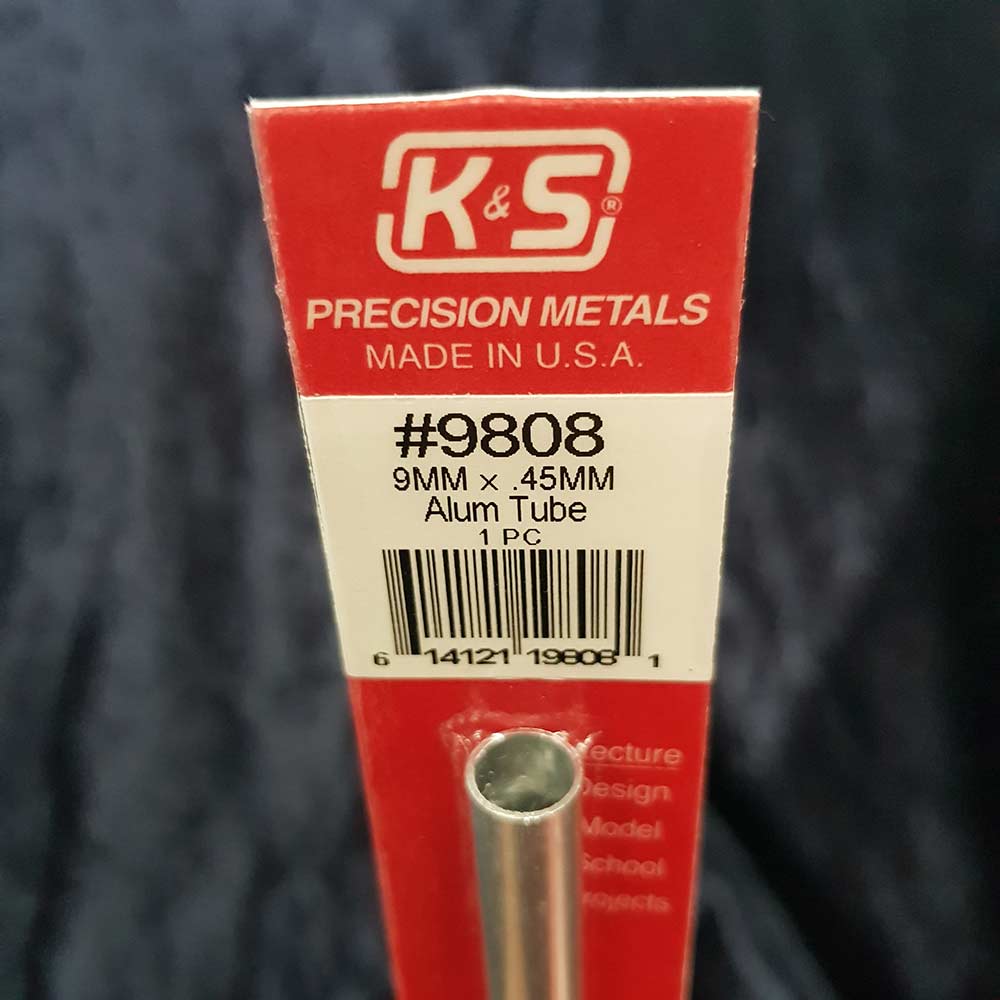 K&S®
PRECISION METALS
MADE IN U.S.A.
#9808
9MM x .45MM
Alum Tube
1 PC
6 14121 19808 1
Design
Model
School